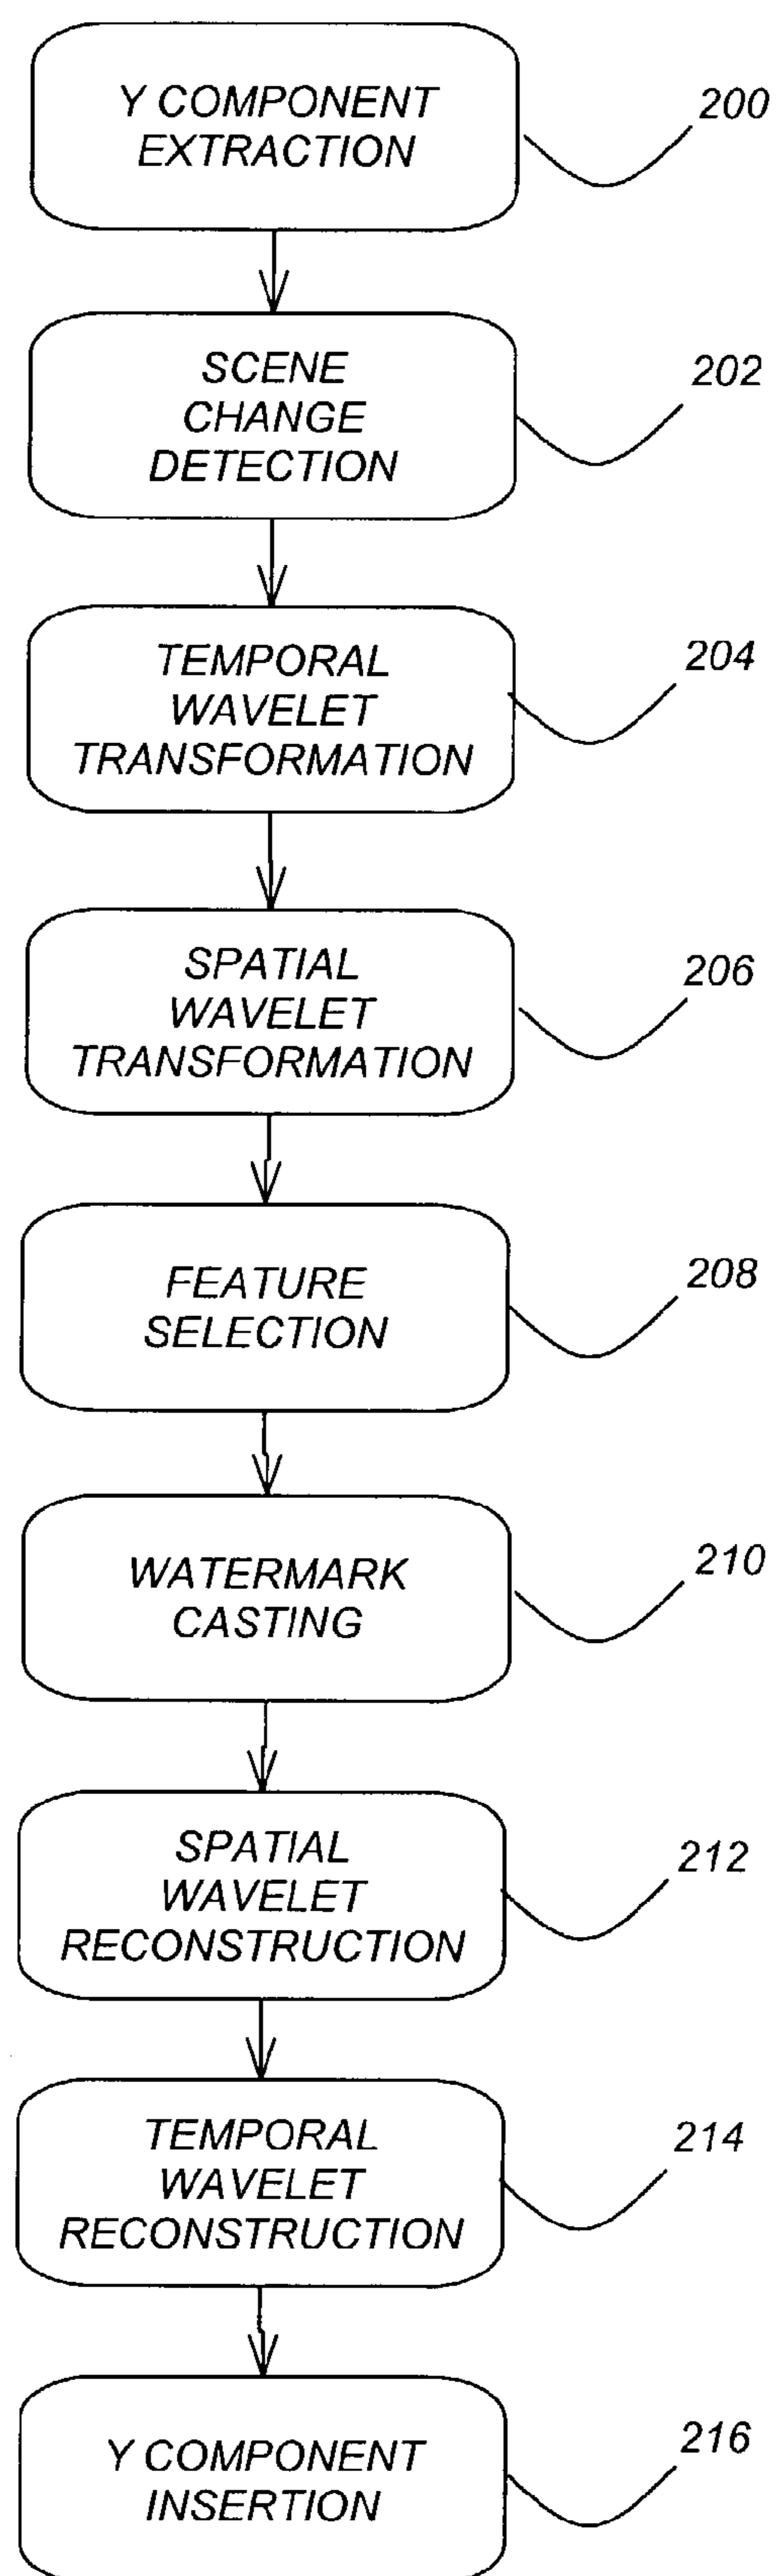 Y COMPONENT
EXTRACTION
200
SCENE
CHANGE
DETECTION
202
TEMPORAL
WAVELET
TRANSFORMATION
204
SPATIAL
WAVELET
TRANSFORMATION
206
FEATURE
SELECTION
208
WATERMARK
CASTING
210
SPATIAL
WAVELET
RECONSTRUCTION
212
TEMPORAL
WAVELET
RECONSTRUCTION
214
Y COMPONENT
INSERTION
216